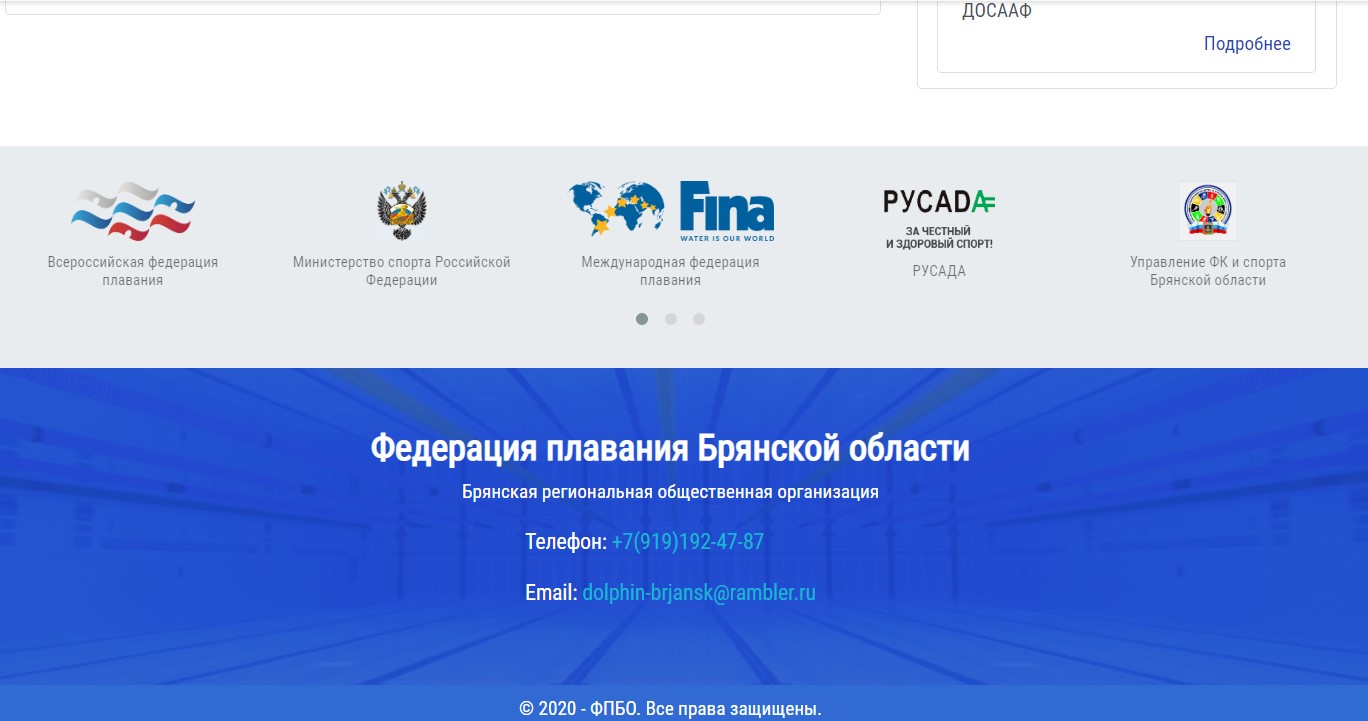 ДОСААФ
Подробнее
Fina
WATER IS OUR WORLD
РУСАДА
ЗА ЧЕСТНЫЙ
И ЗДОРОВЫЙ СПОРТ!
Всероссийская федерация
плавания
Министерство спорта Российской
Федерации
Международная федерация
плавания
РУСАДА
Управление ФК и спорта
Брянской области
Федерация плавания Брянской области
Брянская региональная общественная организация
Телефон: +7(919)192-47-87
Email: dolphin-brjansk@rambler.ru
© 2020 - ФПБО. Все права защищены.